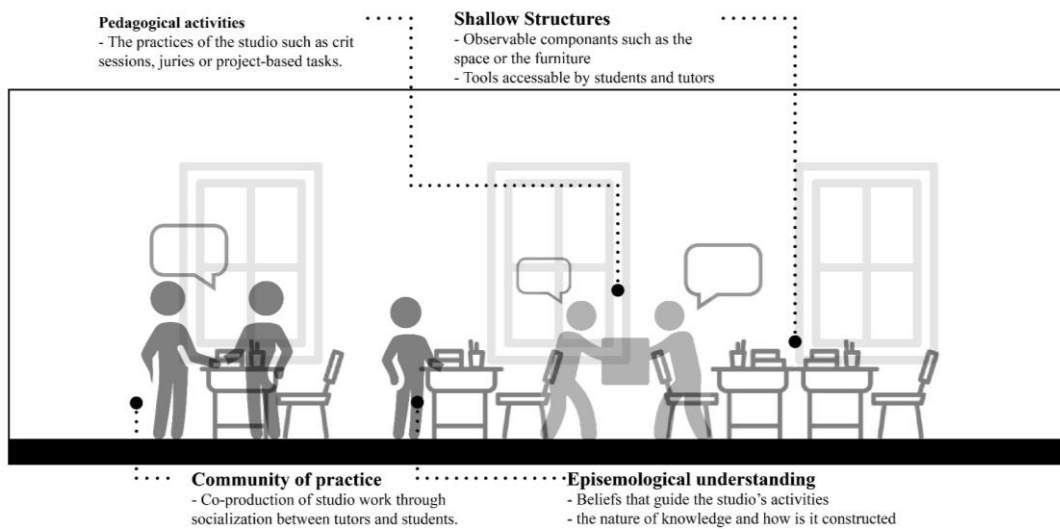 Pedagogical activities
- The practices of the studio such as crit
sessions, juries or project-based tasks.
Shallow Structures
- Observable componants such as the
space or the furniture
- Tools accessable by students and tutors
Community of practice
- Co-production of studio work through
socialization between tutors and students.
Episemological understanding
- Beliefs that guide the studio's activities
- the nature of knowledge and how is it constructed